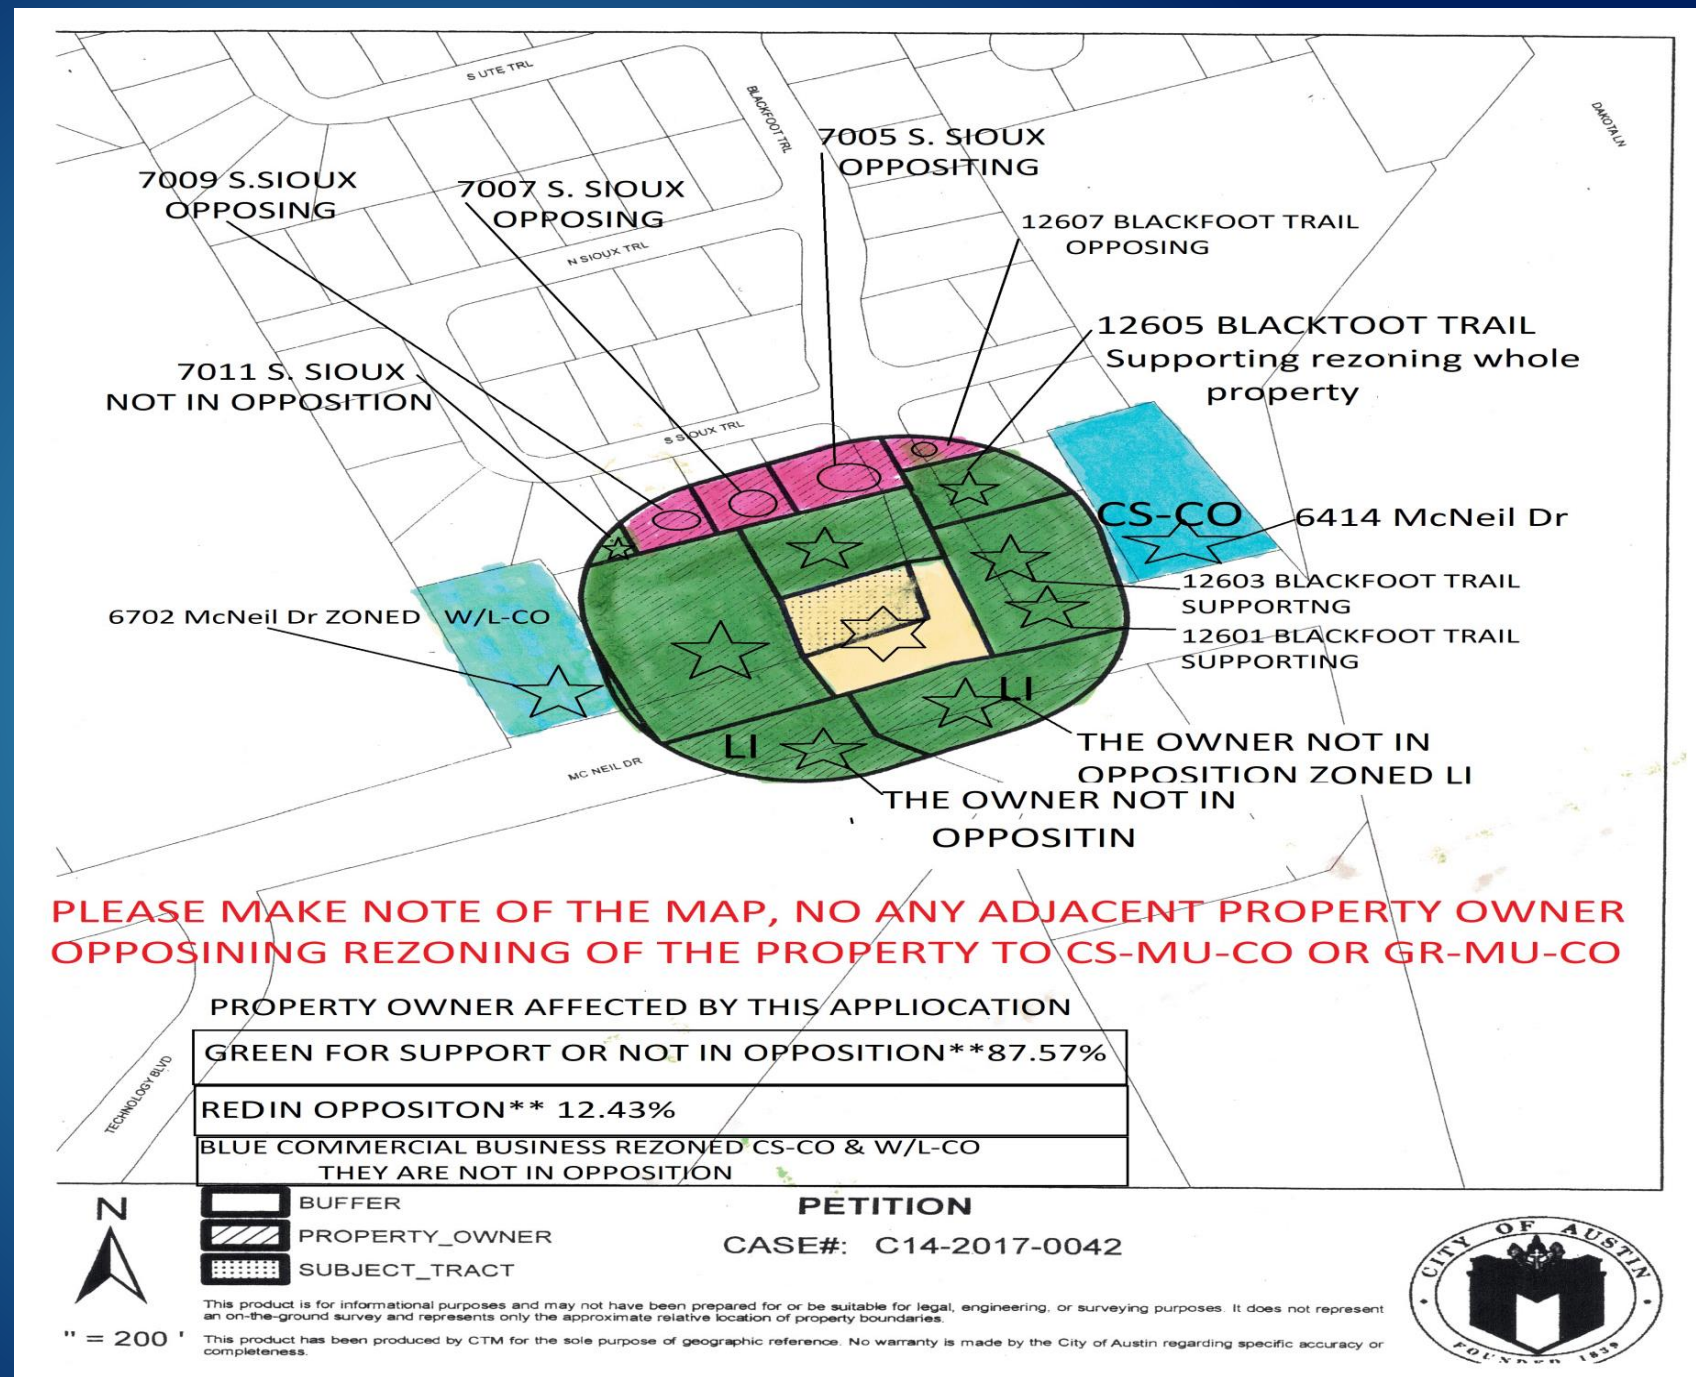 S UTE TRL
BLACKFOOT TRL
DAKOTA LN
7005 S. SIOUX
OPPOSITING
7009 S.SIOUX
OPPOSING
7007 S. SIOUX
OPPOSING
12607 BLACKFOOT TRAIL
OPPOSING
N SIOUX TRL
12605 BLACKTOOT TRAIL
Supporting rezoning whole
property
7011 S. SIOUX
NOT IN OPPOSITION
S SIOUX TRL
CS-CO
6414 McNeil Dr
12603 BLACKFOOT TRAIL
SUPPORTNG
6702 McNeil Dr ZONED W/L-CO
12601 BLACKFOOT TRAIL
SUPPORTING
LI
LI
THE OWNER NOT IN
OPPOSITION ZONED LI
MC NEIL DR
THE OWNER NOT IN
OPPOSITIN
PLEASE MAKE NOTE OF THE MAP, NO ANY ADJACENT PROPERTY OWNER
OPPOSINING REZONING OF THE PROPERTY TO CS-MU-CO OR GR-MU-CO
PROPERTY OWNER AFFECTED BY THIS APPLIOCATION
GREEN FOR SUPPORT OR NOT IN OPPOSITION**87.57%
TECHNOLOGY BLVD
REDIN OPPOSITON** 12.43%
BLUE COMMERCIAL BUSINESS REZONED CS-CO & W/L-CO
THEY ARE NOT IN OPPOSITION
N
BUFFER
PROPERTY_OWNER
SUBJECT_TRACT
PETITION
CASE#: C14-2017-0042
CITY OF AUSTIN
FOUNDED 1839
This product is for informational purposes and may not have been prepared for or be suitable for legal, engineering, or surveying purposes. It does not represent
an on-the-ground survey and represents only the approximate relative location of property boundaries.
" = 200 '
This product has been produced by CTM for the sole purpose of geographic reference. No warranty is made by the City of Austin regarding specific accuracy or
completeness.